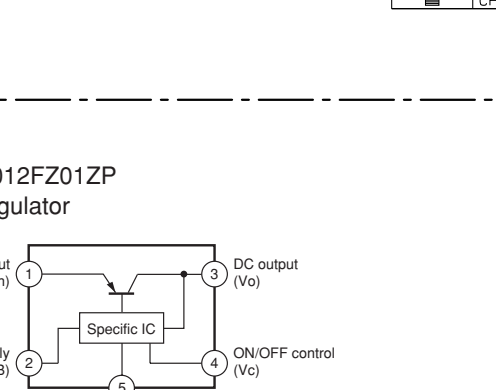 012FZ01ZP
gulator
1
3
DC output
(Vo)
Specific IC
2
4
ON/OFF control
(Vc)
5